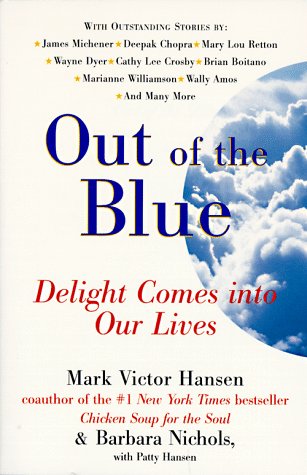 With Outstanding Stories by:
★James Michener ★Deepak Chopra ★Mary Lou Retton
★Wayne Dyer ★Cathy Lee Crosby ★Brian Boitano
★Marianne Williamson ★Wally Amos
★And Many More
Out of the
Blue
Delight Comes into
Our Lives
Mark Victor Hansen
coauthor of the #1 New York Times bestseller
Chicken Soup for the Soul
& Barbara Nichols,
with Patty Hansen